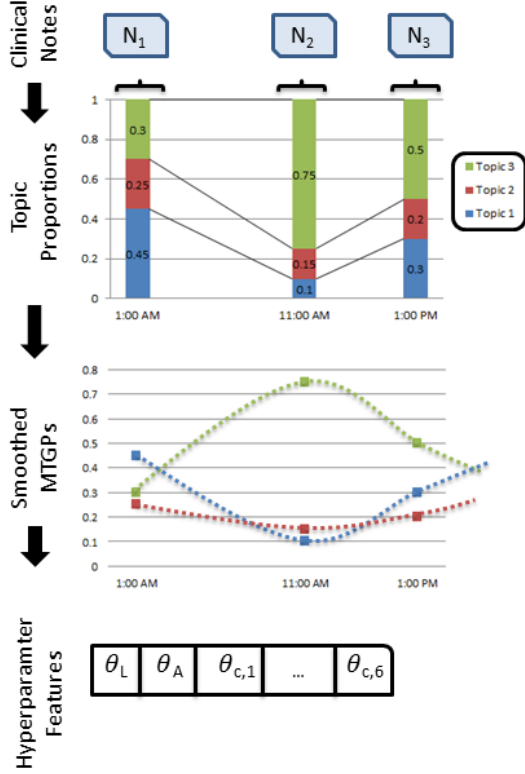 Clinical
Notes
N1 N2 N3
Topic
Proportions
1
0.8
0.6
0.4
0.2
0
0.3
0.25
0.45
0.75
0.15
0.1
0.5
0.2
0.3
1:00 AM 11:00 AM 1:00 PM
Topic 3
Topic 2
Topic 1
Smoothed
MTGPs
0.8
0.7
0.6
0.5
0.4
0.3
0.2
0.1
0
1:00 AM 11:00 AM 1:00 PM
Hyperparamter
Features
θL θA θc,1 ... θc,6